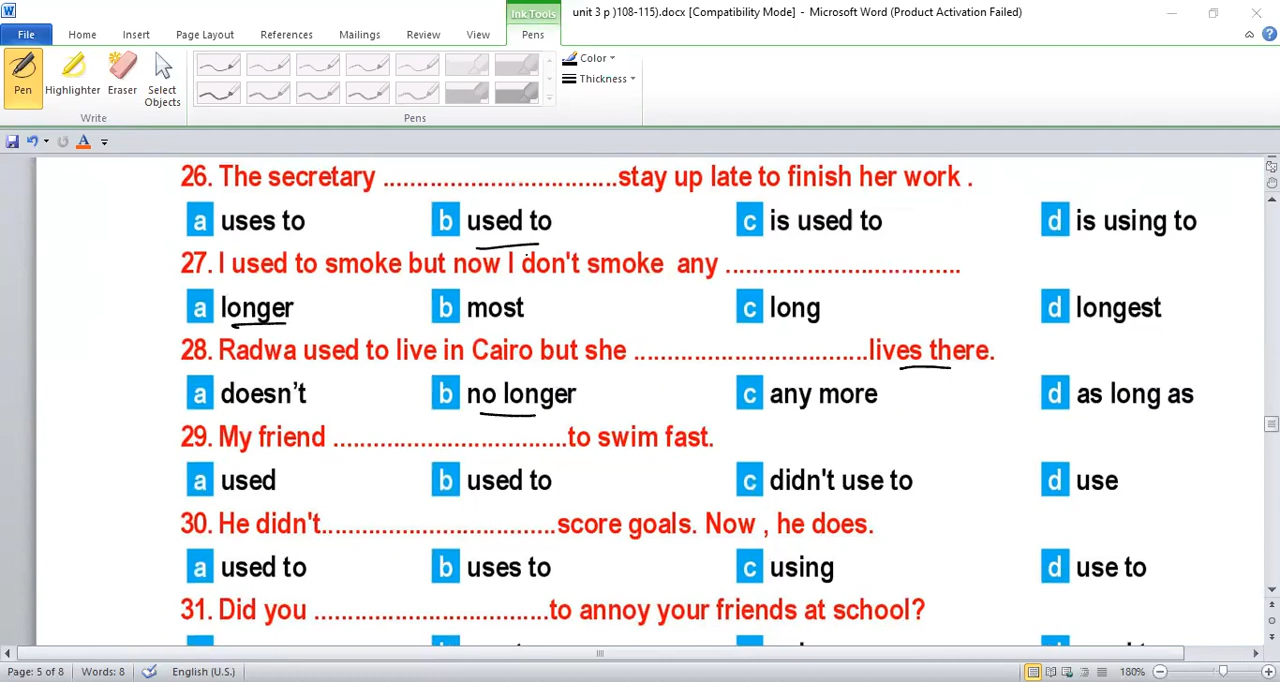 Ink Tools
unit 3 p )108-115).docx [Compatibility Mode] - Microsoft Word (Product Activation Failed)
File Home Insert Page Layout References Mailings Review View Pens
Pen Highlighter Eraser Select Objects
Color
Thickness
Write Pens
26. The secretary ...................................stay up late to finish her work .
a uses to b used to c is used to d is using to
27. I used to smoke but now I don't smoke any ...................................
a longer b most c long d longest
28. Radwa used to live in Cairo but she ...................................lives there.
a doesn’t b no longer c any more d as long as
29. My friend ...................................to swim fast.
a used b used to c didn't use to d use
30. He didn't...................................score goals. Now , he does.
a used to b uses to c using d use to
31. Did you ...................................to annoy your friends at school?
Page: 5 of 8 Words: 8 English (U.S.) 180%